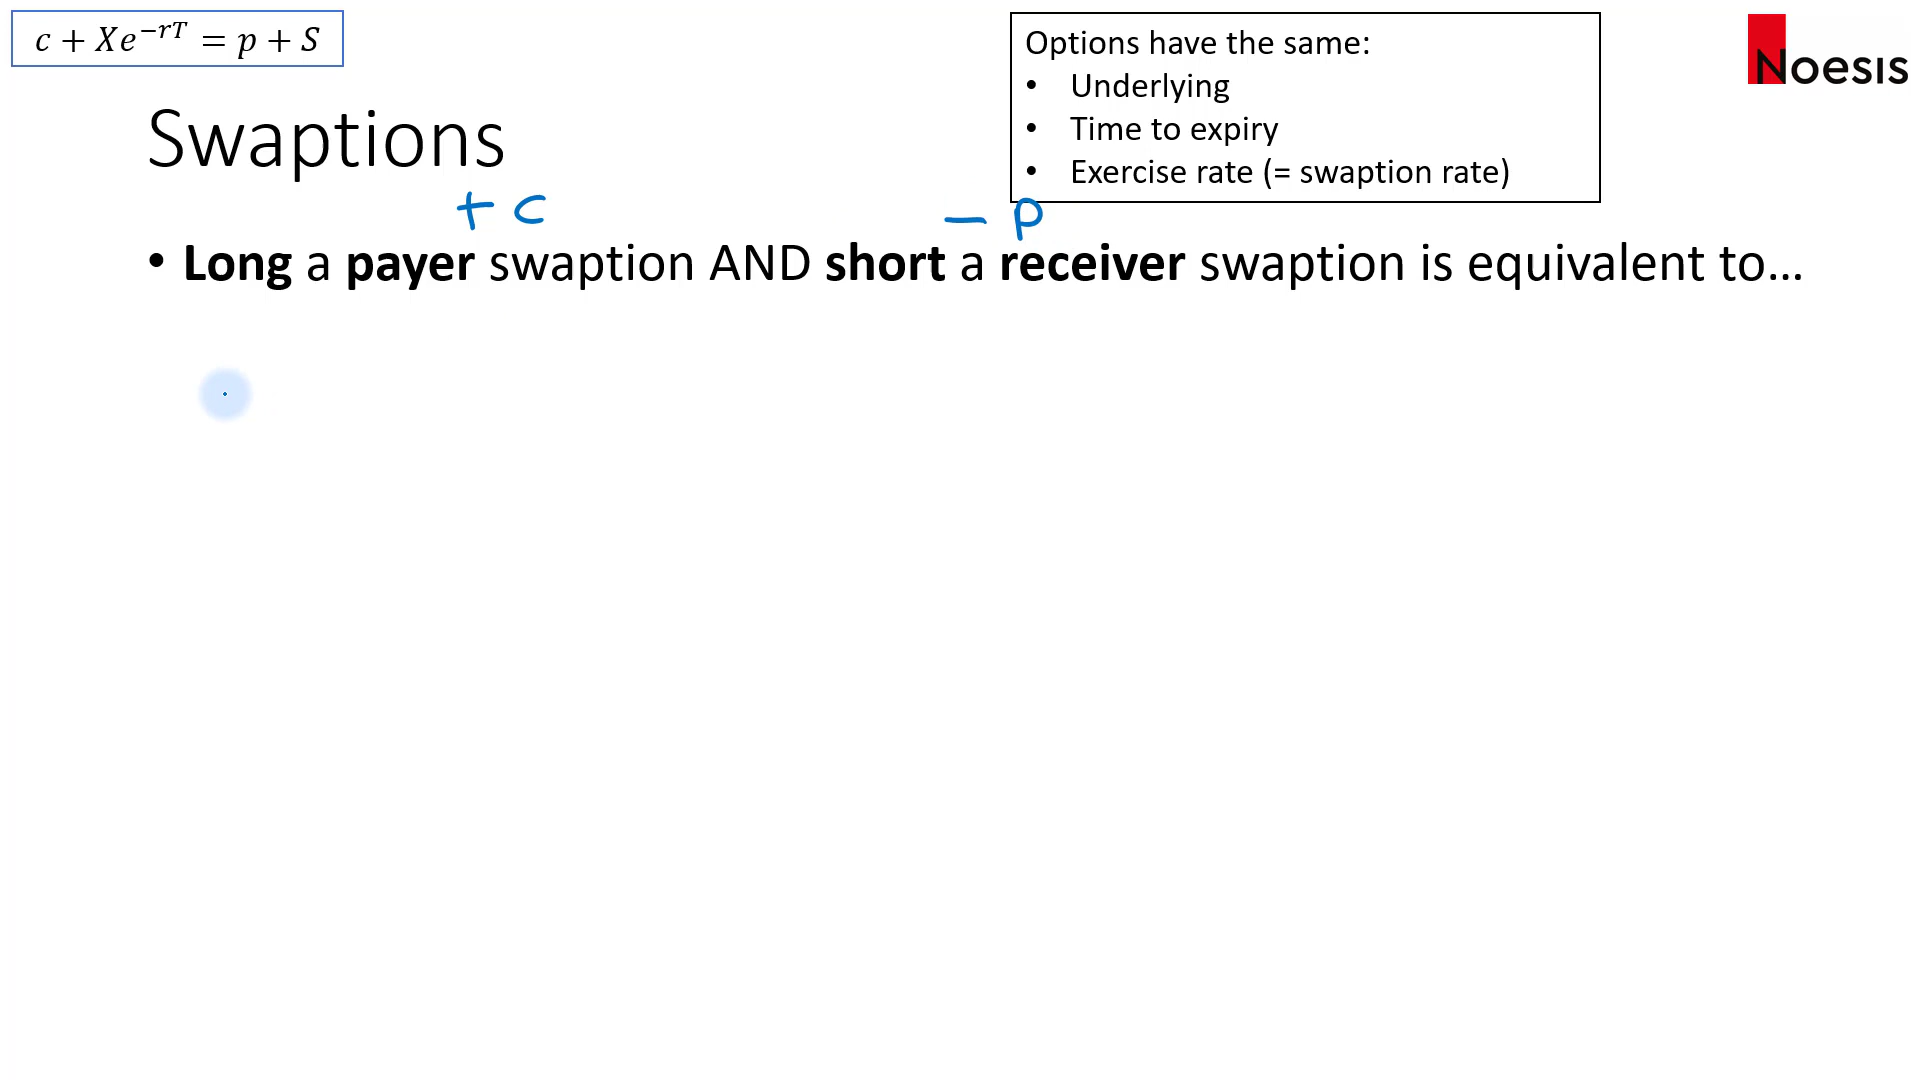 c + Xe^{-rT} = p + S
Options have the same:
• Underlying
• Time to expiry
• Exercise rate (= swaption rate)
Noesis
Swaptions
+ c − p
• Long a payer swaption AND short a receiver swaption is equivalent to…